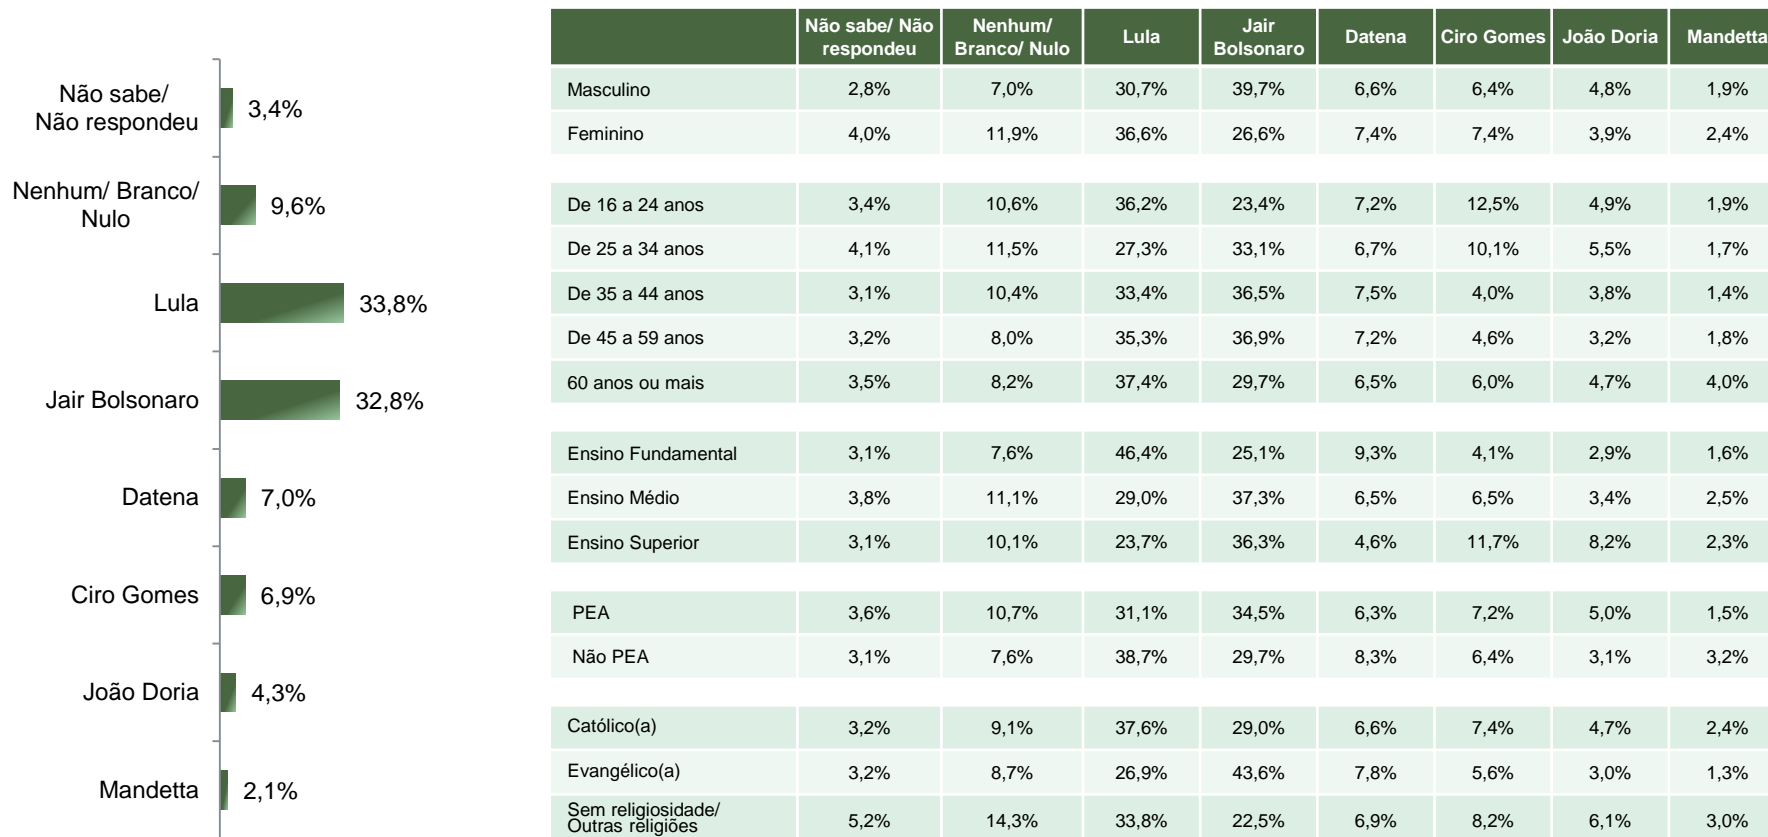 Não sabe/
Não respondeu
3,4%
Nenhum/ Branco/
Nulo
9,6%
Lula
33,8%
Jair Bolsonaro
32,8%
Datena
7,0%
Ciro Gomes
6,9%
João Doria
4,3%
Mandetta
2,1%
Não sabe/ Não respondeu Nenhum/ Branco/ Nulo Lula Jair Bolsonaro Datena Ciro Gomes João Doria Mandetta
Masculino 2,8% 7,0% 30,7% 39,7% 6,6% 6,4% 4,8% 1,9%
Feminino 4,0% 11,9% 36,6% 26,6% 7,4% 7,4% 3,9% 2,4%
De 16 a 24 anos 3,4% 10,6% 36,2% 23,4% 7,2% 12,5% 4,9% 1,9%
De 25 a 34 anos 4,1% 11,5% 27,3% 33,1% 6,7% 10,1% 5,5% 1,7%
De 35 a 44 anos 3,1% 10,4% 33,4% 36,5% 7,5% 4,0% 3,8% 1,4%
De 45 a 59 anos 3,2% 8,0% 35,3% 36,9% 7,2% 4,6% 3,2% 1,8%
60 anos ou mais 3,5% 8,2% 37,4% 29,7% 6,5% 6,0% 4,7% 4,0%
Ensino Fundamental 3,1% 7,6% 46,4% 25,1% 9,3% 4,1% 2,9% 1,6%
Ensino Médio 3,8% 11,1% 29,0% 37,3% 6,5% 6,5% 3,4% 2,5%
Ensino Superior 3,1% 10,1% 23,7% 36,3% 4,6% 11,7% 8,2% 2,3%
PEA 3,6% 10,7% 31,1% 34,5% 6,3% 7,2% 5,0% 1,5%
Não PEA 3,1% 7,6% 38,7% 29,7% 8,3% 6,4% 3,1% 3,2%
Católico(a) 3,2% 9,1% 37,6% 29,0% 6,6% 7,4% 4,7% 2,4%
Evangélico(a) 3,2% 8,7% 26,9% 43,6% 7,8% 5,6% 3,0% 1,3%
Sem religiosidade/
Outras religiões 5,2% 14,3% 33,8% 22,5% 6,9% 8,2% 6,1% 3,0%